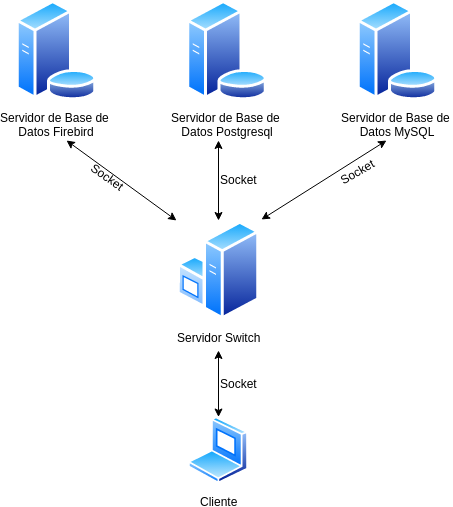 Servidor de Base de
Datos Firebird
Servidor de Base de
Datos Postgresql
Servidor de Base de
Datos MySQL
Socket
Socket
Socket
Servidor Switch
Socket
Cliente